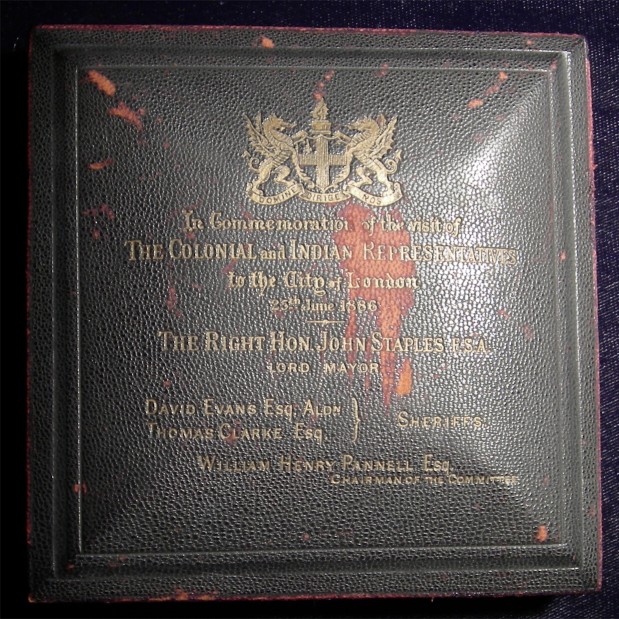 DOMINE DIRIGE NOS
In Commemoration of the visit of
THE COLONIAL and INDIAN REPRESENTATIVES
to the City of London
25th June 1886
THE RIGHT HON. JOHN STAPLES, F.S.A.
LORD MAYOR
DAVID EVANS ESQ. ALDN
THOMAS CLARKE ESQ. } SHERIFFS
WILLIAM HENRY PANNELL ESQ.
CHAIRMAN OF THE COMMITTEE